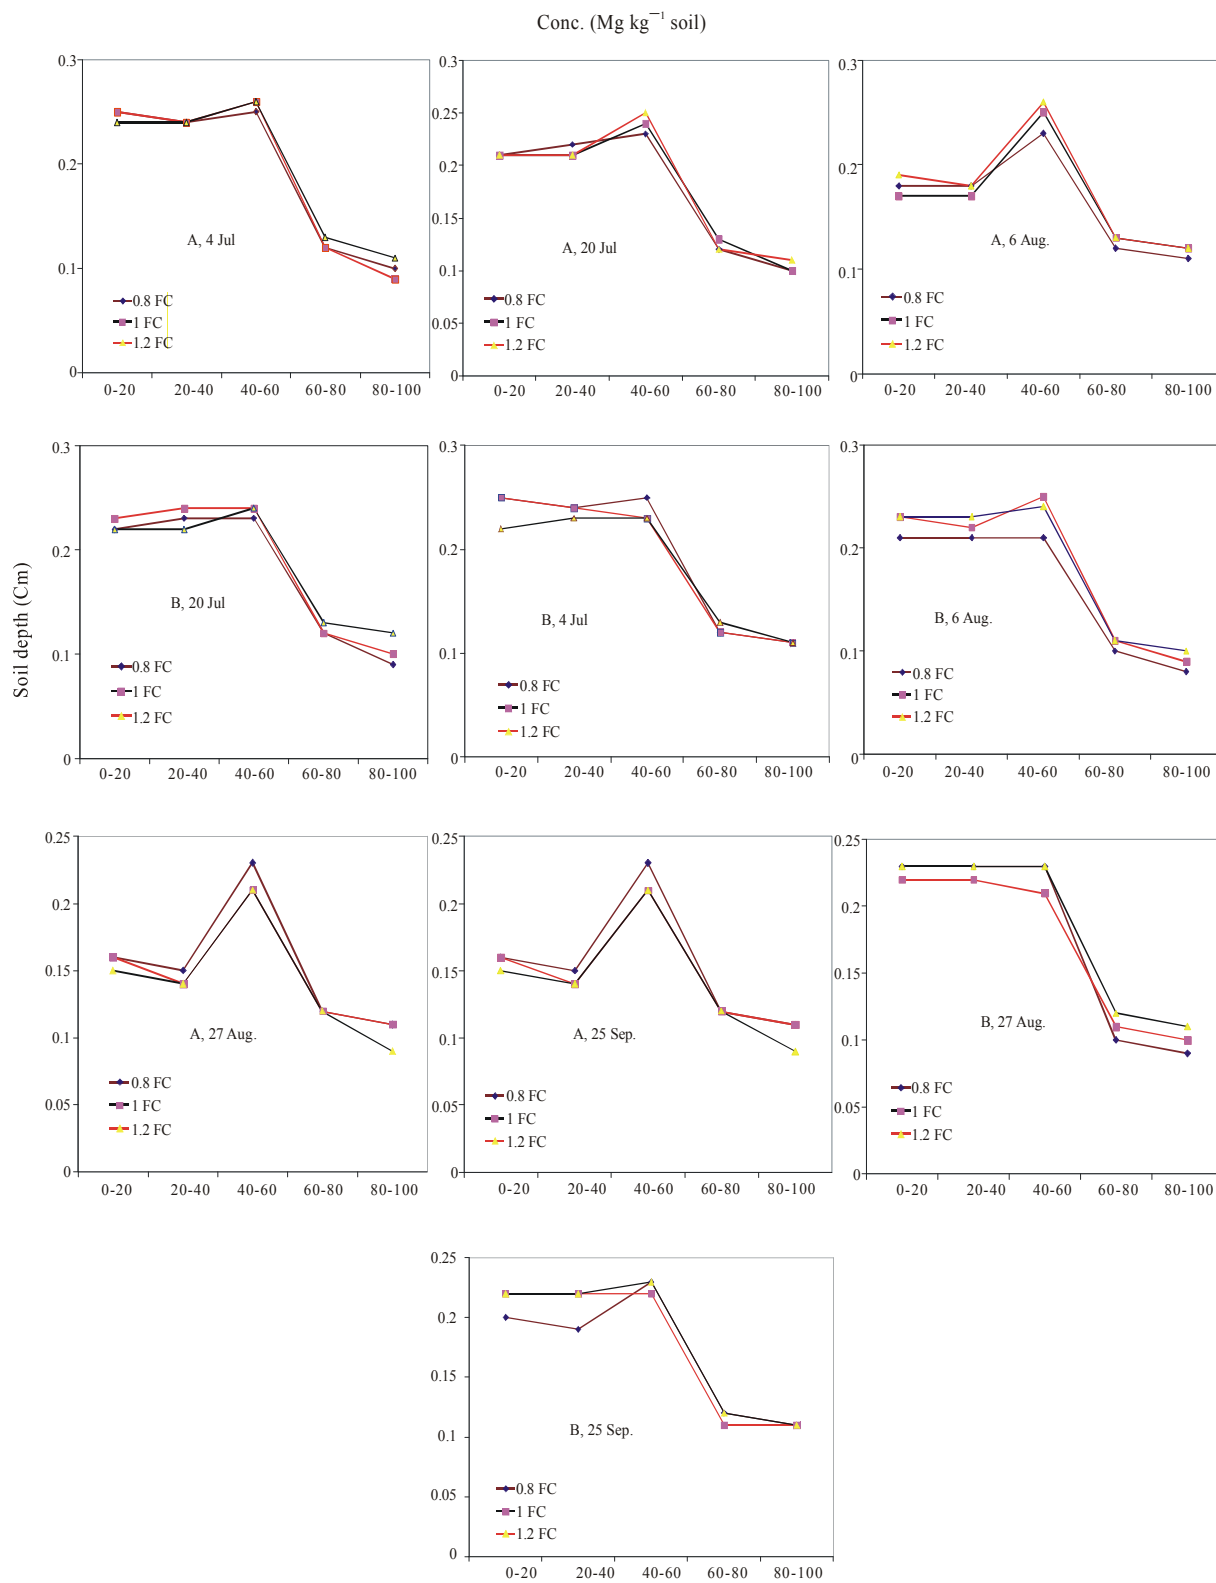 Conc. (Mg kg⁻¹ soil)
Soil depth (Cm)
0.3
0.2
0.1
0
A, 4 Jul
0.8 FC
1 FC
1.2 FC
0-20 20-40 40-60 60-80 80-100
0.3
0.25
0.2
0.15
0.1
0.05
0
A, 20 Jul
0.8 FC
1 FC
1.2 FC
0-20 20-40 40-60 60-80 80-100
0.3
0.2
0.1
0
A, 6 Aug.
0.8 FC
1 FC
1.2 FC
0-20 20-40 40-60 60-80 80-100
0.3
0.2
0.1
0
B, 20 Jul
0.8 FC
1 FC
1.2 FC
0-20 20-40 40-60 60-80 80-100
0.3
0.2
0.1
0
B, 4 Jul
0.8 FC
1 FC
1.2 FC
0-20 20-40 40-60 60-80 80-100
0.3
0.2
0.1
0
B, 6 Aug.
0.8 FC
1 FC
1.2 FC
0-20 20-40 40-60 60-80 80-100
0.25
0.2
0.15
0.1
0.05
0
A, 27 Aug.
0.8 FC
1 FC
1.2 FC
0-20 20-40 40-60 60-80 80-100
0.25
0.2
0.15
0.1
0.05
0
A, 25 Sep.
0.8 FC
1 FC
1.2 FC
0-20 20-40 40-60 60-80 80-100
0.25
0.2
0.15
0.1
0.05
0
B, 27 Aug.
0.8 FC
1 FC
1.2 FC
0-20 20-40 40-60 60-80 80-100
0.25
0.2
0.15
0.1
0.05
0
B, 25 Sep.
0.8 FC
1 FC
1.2 FC
0-20 20-40 40-60 60-80 80-100